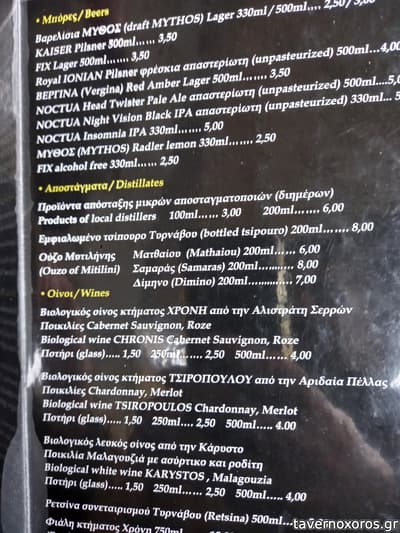 • Μπύρες / Beers
Βαρελίσια ΜΥΘΟΣ (draft MYTHOS) Lager 330ml / 500ml.... 2,50 / 3,
KAISER Pilsner 500ml...... 3,50
FIX Lager 500ml....... 3,50
Royal IONIAN Pilsner φρέσκια απαστερίωτη (unpasteurized) 500ml...4,00
ΒΕΡΓΙΝΑ (Vergina) Red Amber Lager 500ml....... 3,50
NOCTUA Head Twister Pale Ale απαστερίωτη (unpasteurized) 500ml...5,0
NOCTUA Night Vision Black IPA απαστερίωτη (unpasteurized) 330ml... 5
NOCTUA Insomnia IPA 330ml....... 5,00
ΜΥΘΟΣ (MYTHOS) Radler lemon 330ml....... 2,50
FIX alcohol free 330ml...... 2,50
• Αποστάγματα / Distillates
Προϊόντα απόσταξης μικρών αποσταγματοποιών (διημέρων)
Products of local distillers 100ml...... 3,00 200ml....... 6,00
Εμφιαλωμένο τσίπουρο Τυρνάβου (bottled tsipouro) 200ml....... 8,00
Ούζο Μυτιλήνης Ματθαίου (Mathaiou) 200ml....... 6,00
(Ouzo of Mitilini) Σαμαράς (Samaras) 200ml.......... 8,00
Δίμηνο (Dimino) 200ml............ 7,00
• Οίνοι / Wines
Βιολογικός οίνος κτήματος ΧΡΟΝΗ από την Αλιστράτη Σερρών
Ποικιλίες Cabernet Sauvignon, Roze
Biological wine CHRONIS Cabernet Sauvignon, Roze
Ποτήρι (glass)..... 1,50 250ml....... 2,50 500ml...... 4,00
Βιολογικός οίνος κτήματος ΤΣΙΡΟΠΟΥΛΟΥ από την Αριδαία Πέλλας
Ποικιλίες Chardonnay, Merlot
Biological wine TSIROPOULOS Chardonnay, Merlot
Ποτήρι (glass)..... 1,50 250ml.... 2,50 500ml..... 4.00
Βιολογικός λευκός οίνος από την Κάρυστο
Ποικιλία Μαλαγουζιά με ασύρτικο και ροδίτη
Biological white wine KARYSTOS , Malagouzia
Ποτήρι (glass)..... 1,50 250ml...... 2,50 500ml..... 4,00
Ρετσίνα συνεταιρισμού Τυρνάβου (Retsina) 500ml...
Φιάλη κτήματος Χρόνη 750ml
tavernoxoros.gr